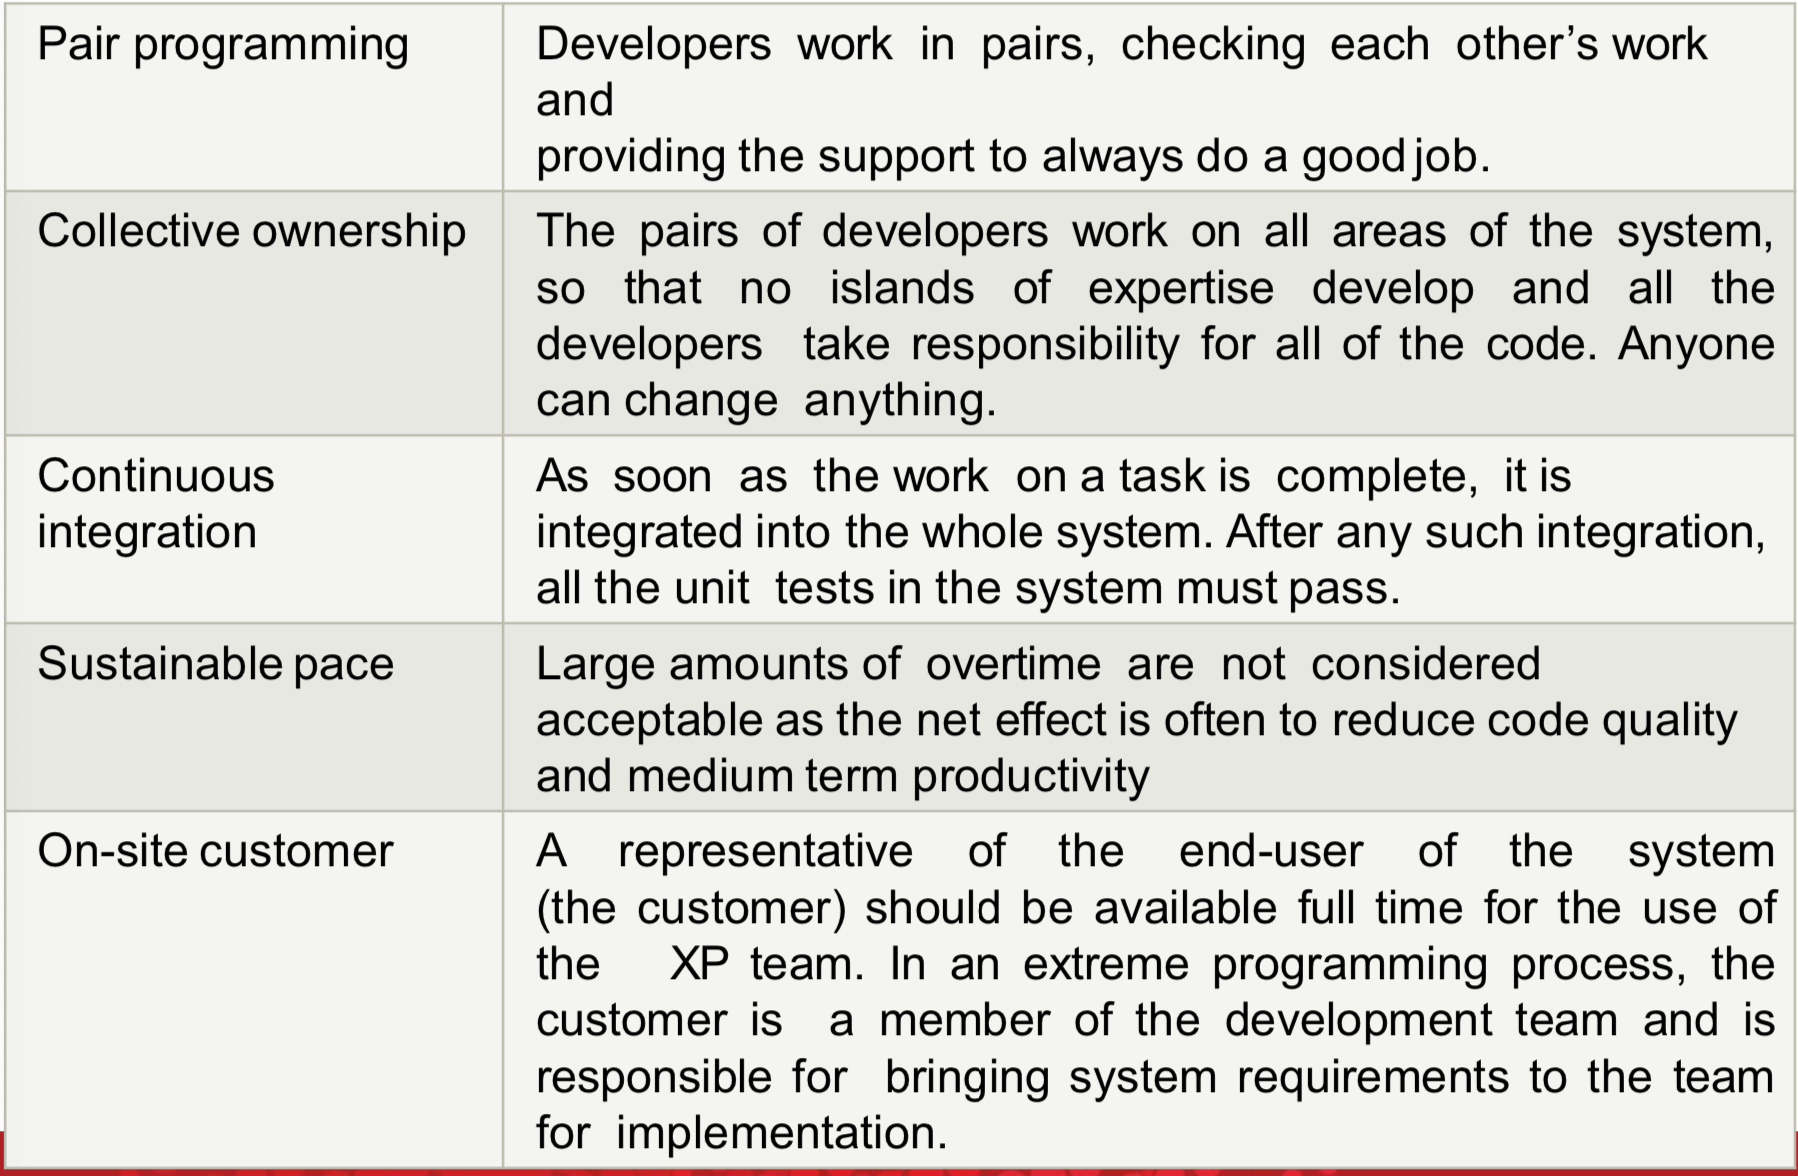 Pair programming
Developers work in pairs, checking each other’s work
and
providing the support to always do a good job.
Collective ownership
The pairs of developers work on all areas of the system,
so that no islands of expertise develop and all the
developers take responsibility for all of the code. Anyone
can change anything.
Continuous
integration
As soon as the work on a task is complete, it is
integrated into the whole system. After any such integration,
all the unit tests in the system must pass.
Sustainable pace
Large amounts of overtime are not considered
acceptable as the net effect is often to reduce code quality
and medium term productivity
On-site customer
A representative of the end-user of the system
(the customer) should be available full time for the use of
the XP team. In an extreme programming process, the
customer is a member of the development team and is
responsible for bringing system requirements to the team
for implementation.